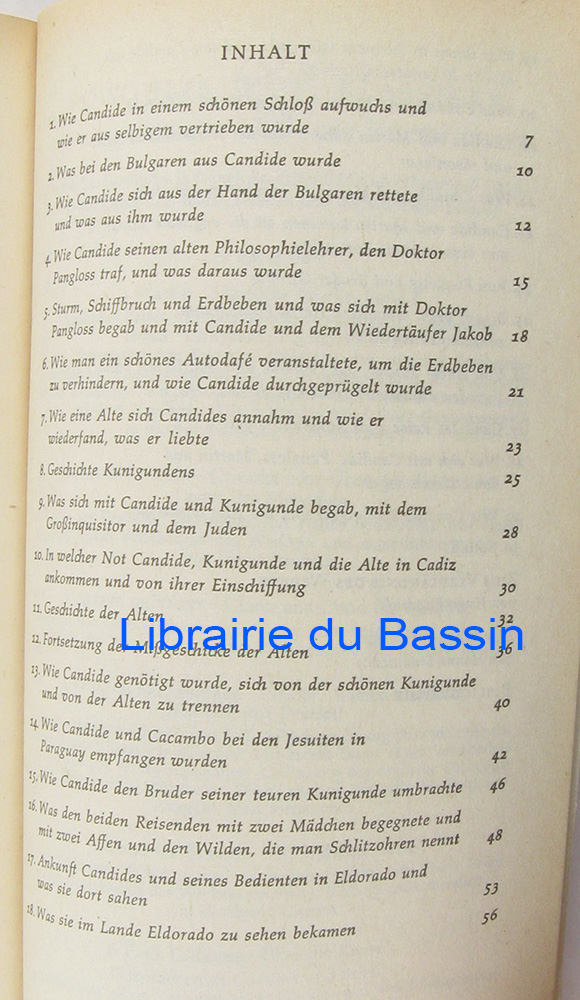 INHALT
1. Wie Candide in einem schönen Schloß aufwuchs und
wie er aus selbigem vertrieben wurde 7
2. Was bei den Bulgaren aus Candide wurde 10
3. Wie Candide sich aus der Hand der Bulgaren rettete
und was aus ihm wurde 12
4. Wie Candide seinen alten Philosophielehrer, den Doktor
Pangloss traf, und was daraus wurde 15
5. Sturm, Schiffbruch und Erdbeben und was sich mit Doktor
Pangloss begab und mit Candide und dem Wiedertäufer Jakob 18
6. Wie man ein schönes Autodafé veranstaltete, um die Erdbeben
zu verhindern, und wie Candide durchgeprügelt wurde 21
7. Wie eine Alte sich Candides annahm und wie er
wiederfand, was er liebte 23
8. Geschichte Kunigundens 25
9. Was sich mit Candide und Kunigunde begab, mit dem
Großinquisitor und dem Juden 28
10. In welcher Not Candide, Kunigunde und die Alte in Cadiz
ankommen und von ihrer Einschiffung 30
11. Geschichte der Alten 32
Librairie du Bassin
12. Fortsetzung der Mißgeschicke der Alten 36
13. Wie Candide genötigt wurde, sich von der schönen Kunigunde
und von der Alten zu trennen 40
14. Wie Candide und Cacambo bei den Jesuiten in
Paraguay empfangen wurden 42
15. Wie Candide den Bruder seiner teuren Kunigunde umbrachte 46
16. Was den beiden Reisenden mit zwei Mädchen begegnete und
mit zwei Affen und den Wilden, die man Schlitzohren nennt 48
17. Ankunft Candides und seines Bedienten in Eldorado und
was sie dort sahen 53
18. Was sie im Lande Eldorado zu sehen bekamen 56